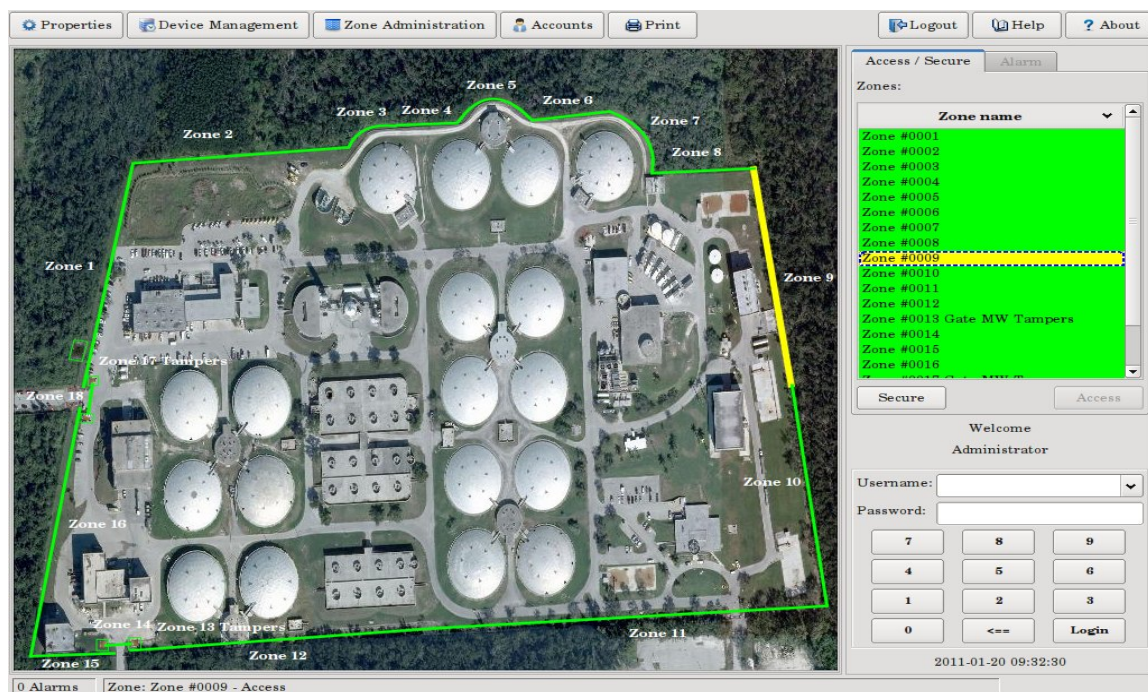 Properties
Device Management
Zone Administration
Accounts
Print
Logout
Help
? About
Zone 5
Zone 3
Zone 4
Zone 6
Zone 7
Zone 2
Zone 8
Zone 1
Zone 9
Zone 17 Tampers
Zone 18
Zone 10
Zone 16
Zone 14
Zone 13 Tampers
Zone 11
Zone 12
Zone 15
Access / Secure
Alarm
Zones:
Zone name
Zone #0001
Zone #0002
Zone #0003
Zone #0004
Zone #0005
Zone #0006
Zone #0007
Zone #0008
Zone #0009
Zone #0010
Zone #0011
Zone #0012
Zone #0013 Gate MW Tampers
Zone #0014
Zone #0015
Zone #0016
Secure
Access
Welcome
Administrator
Username:
Password:
7 8 9
4 5 6
1 2 3
0 <== Login
2011-01-20 09:32:30
0 Alarms
Zone: Zone #0009 - Access